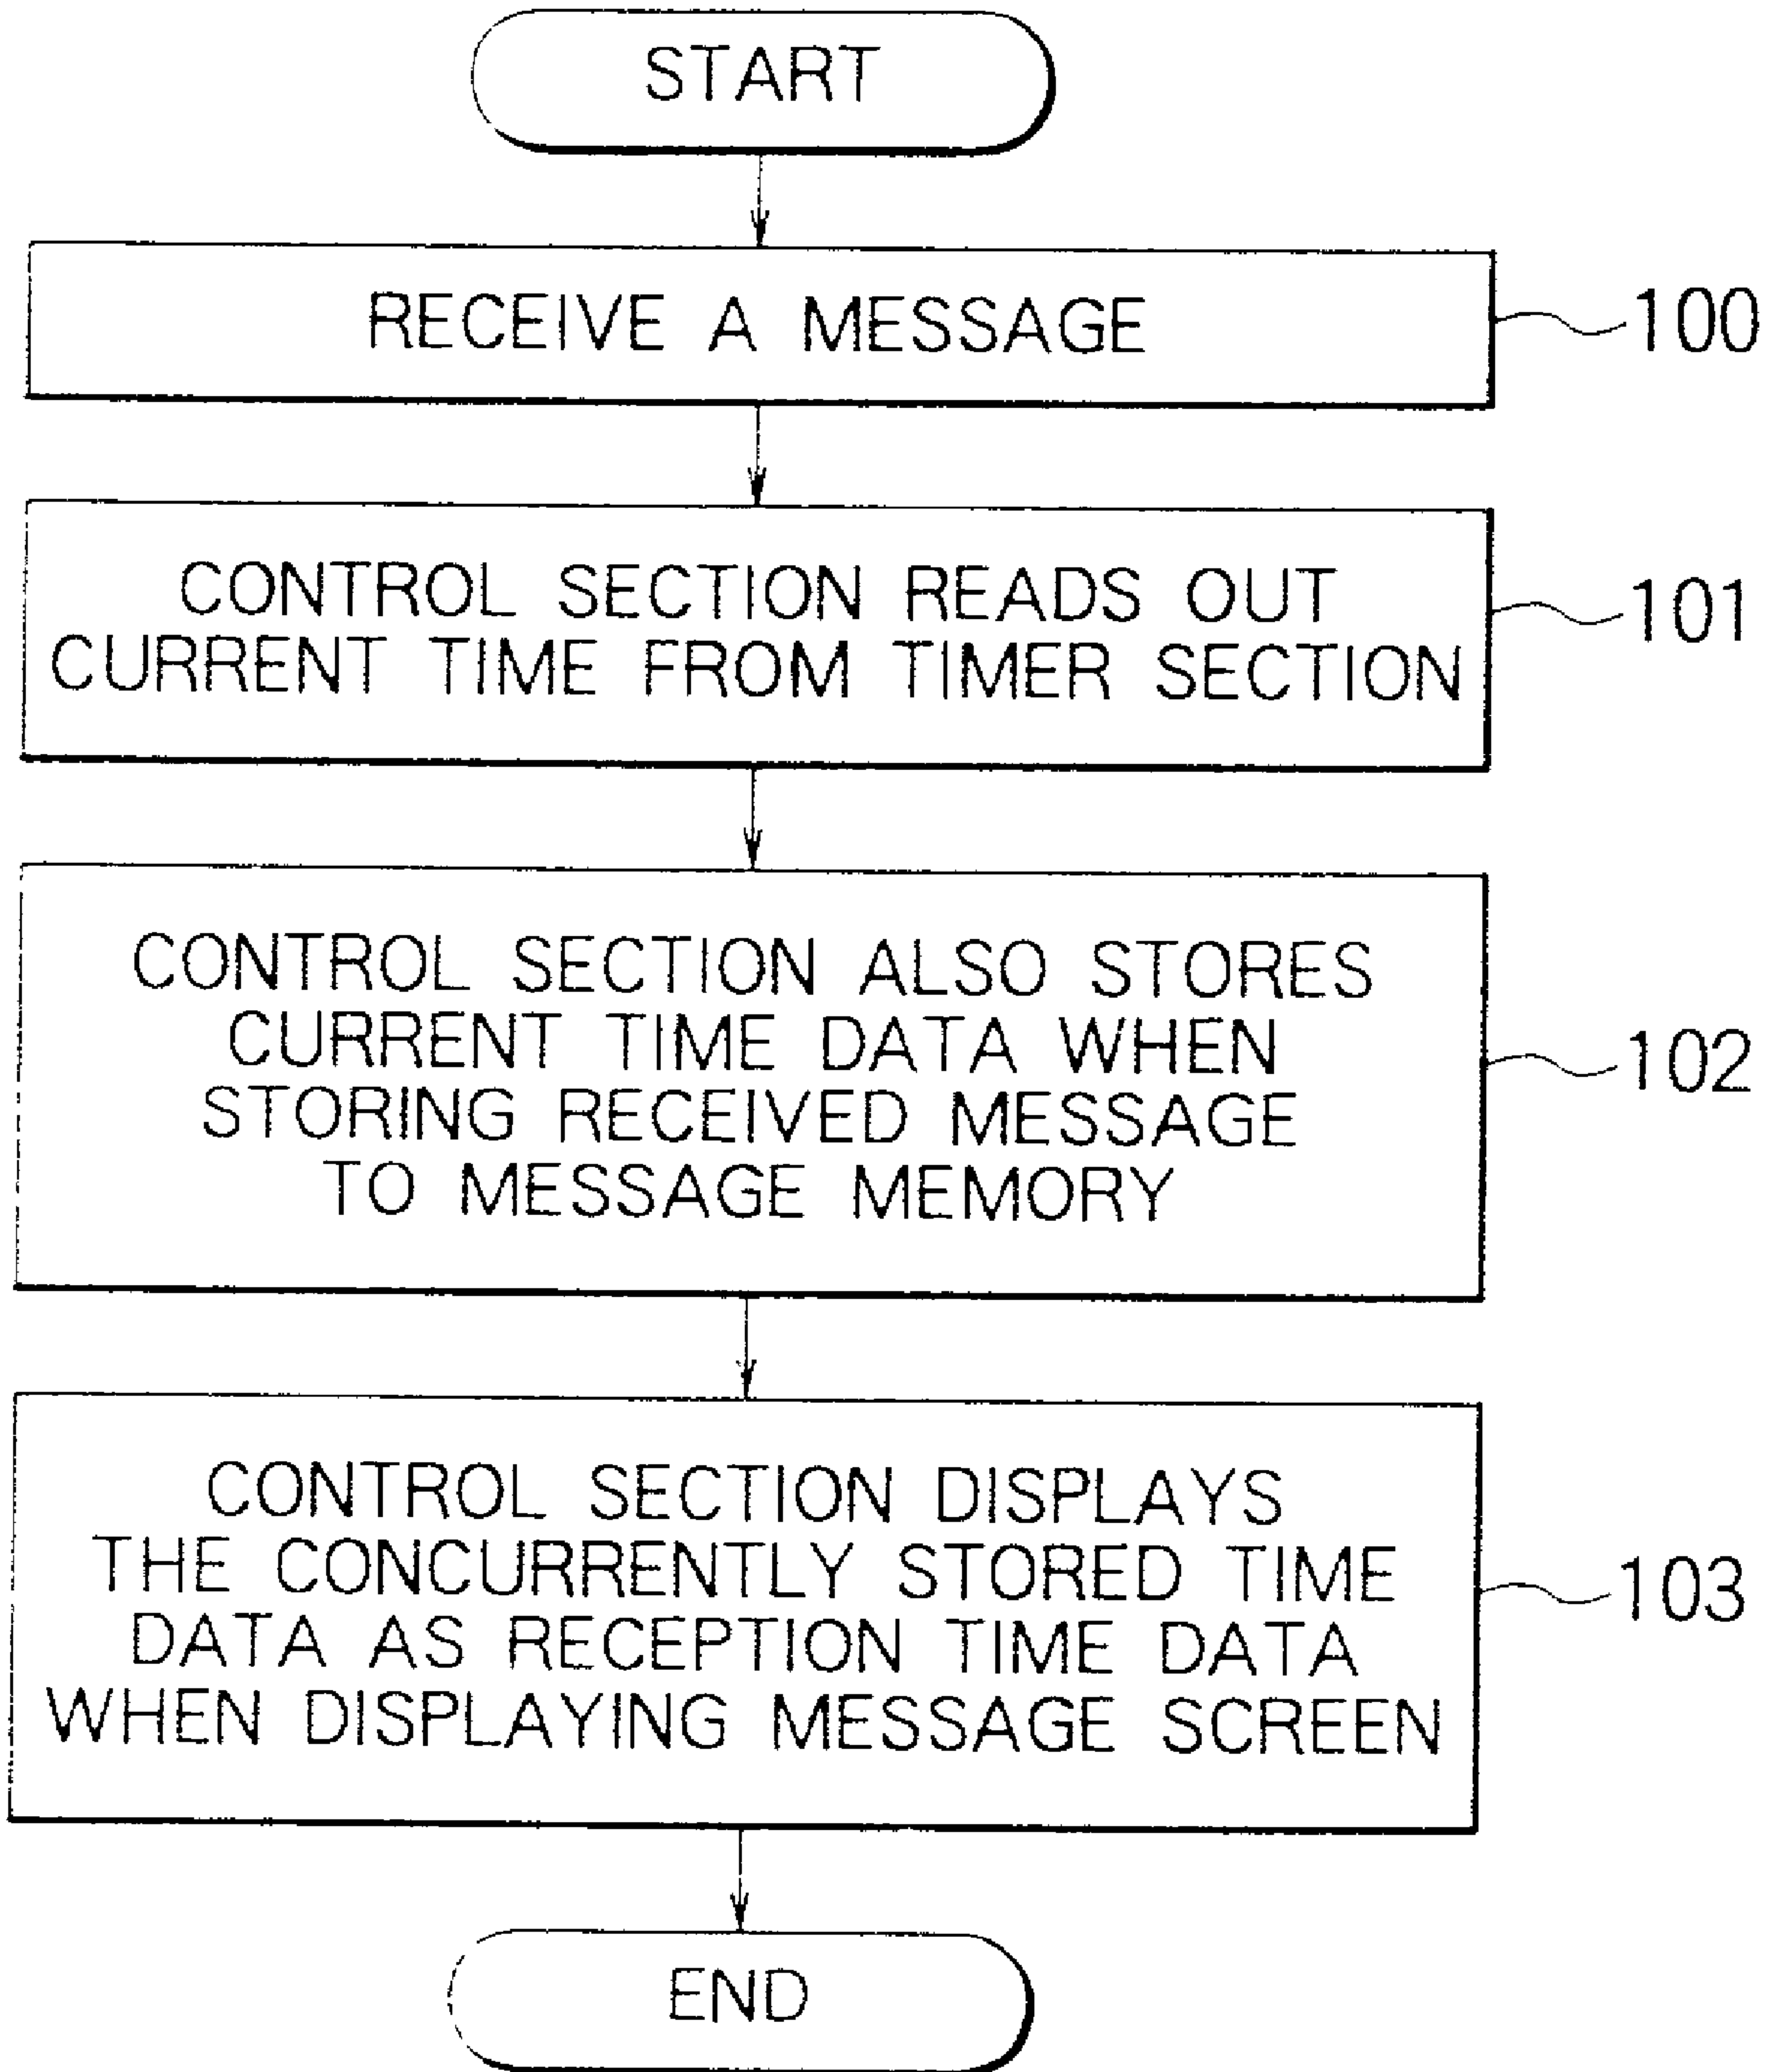 START
RECEIVE A MESSAGE
100
CONTROL SECTION READS OUT
CURRENT TIME FROM TIMER SECTION
101
CONTROL SECTION ALSO STORES
CURRENT TIME DATA WHEN
STORING RECEIVED MESSAGE
TO MESSAGE MEMORY
102
CONTROL SECTION DISPLAYS
THE CONCURRENTLY STORED TIME
DATA AS RECEPTION TIME DATA
WHEN DISPLAYING MESSAGE SCREEN
103
END